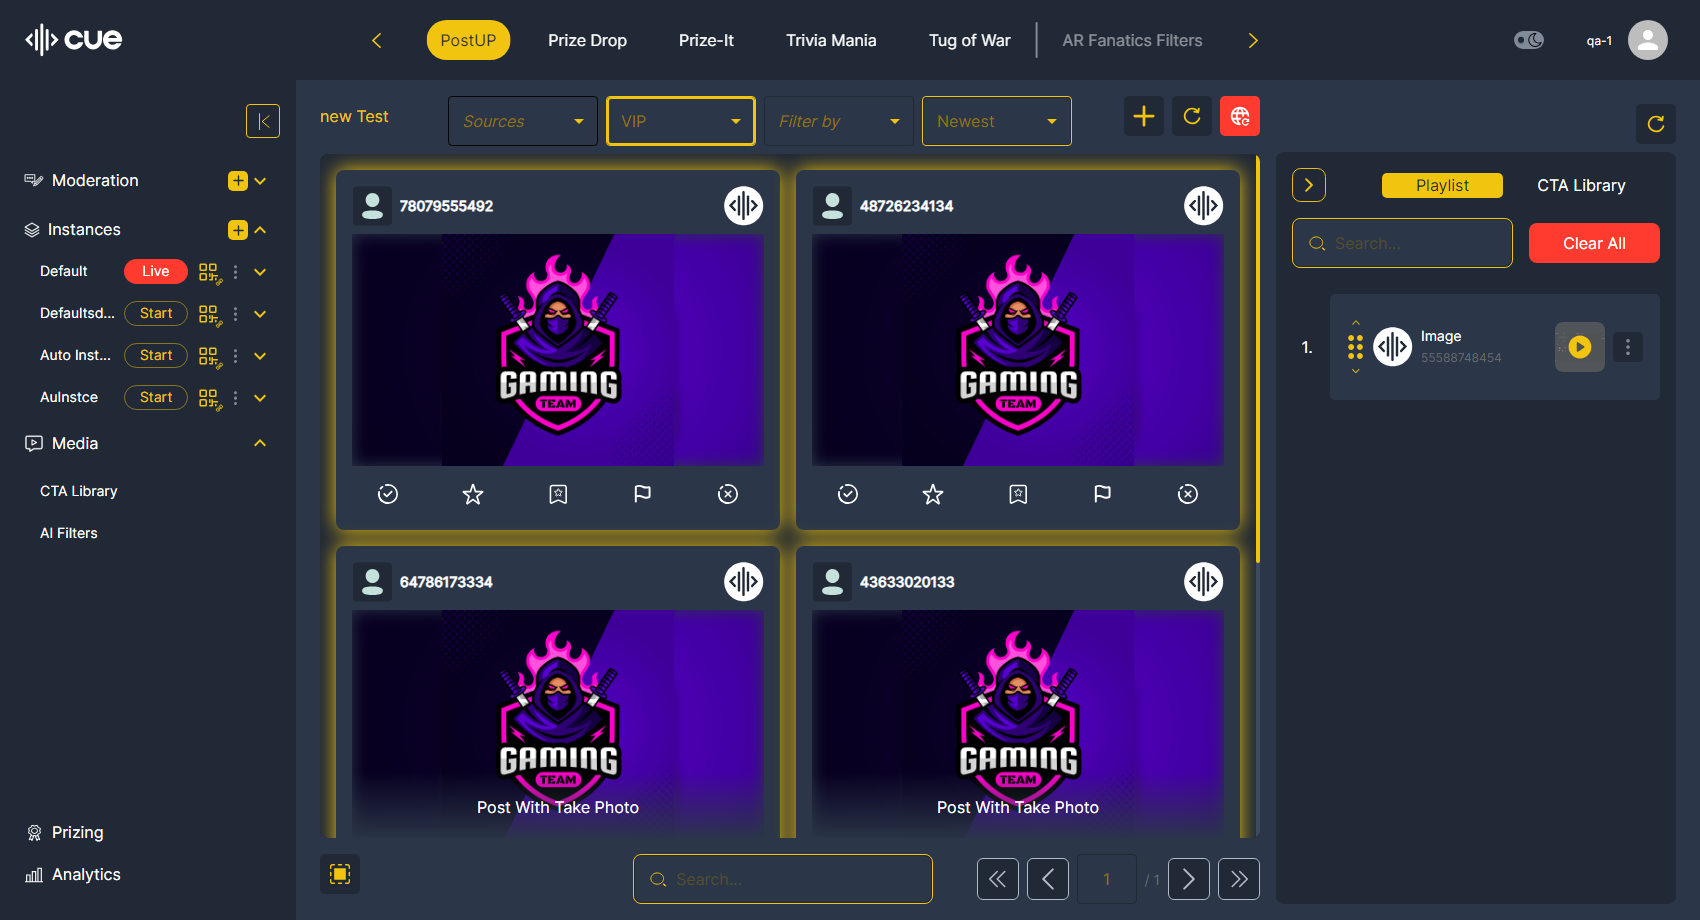 cue
PostUP
Prize Drop
Prize-It
Trivia Mania
Tug of War
AR Fanatics Filters
qa-1
Moderation
Instances
Default
Live
Defaultsd...
Start
Auto Inst...
Start
AuInstce
Start
Media
CTA Library
AI Filters
Prizing
Analytics
new Test
Sources
VIP
Filter by
Newest
78079555492
GAMING
TEAM
48726234134
GAMING
TEAM
64786173334
GAMING
TEAM
Post With Take Photo
43633020133
GAMING
TEAM
Post With Take Photo
Search...
1
/ 1
Playlist
CTA Library
Search...
Clear All
1.
Image
55588748454